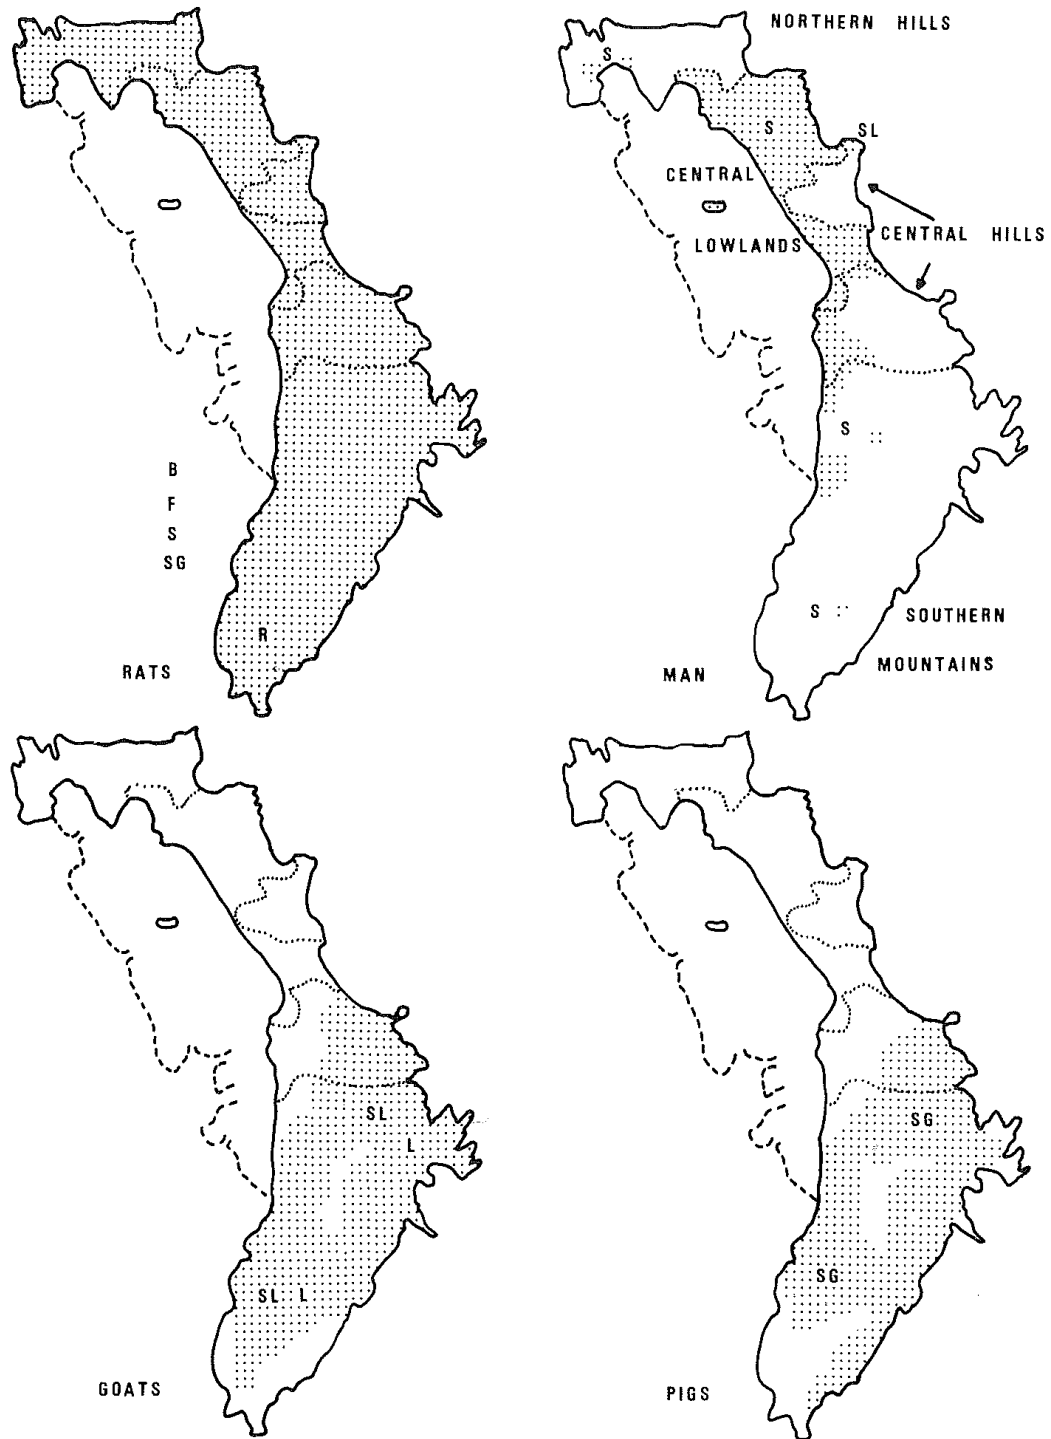 NORTHERN HILLS
S
S
SL
CENTRAL
CENTRAL HILLS
LOWLANDS
B
F
S
SG
S
R
S
SOUTHERN
MOUNTAINS
RATS
MAN
SL
L
SG
SL L
SG
GOATS
PIGS